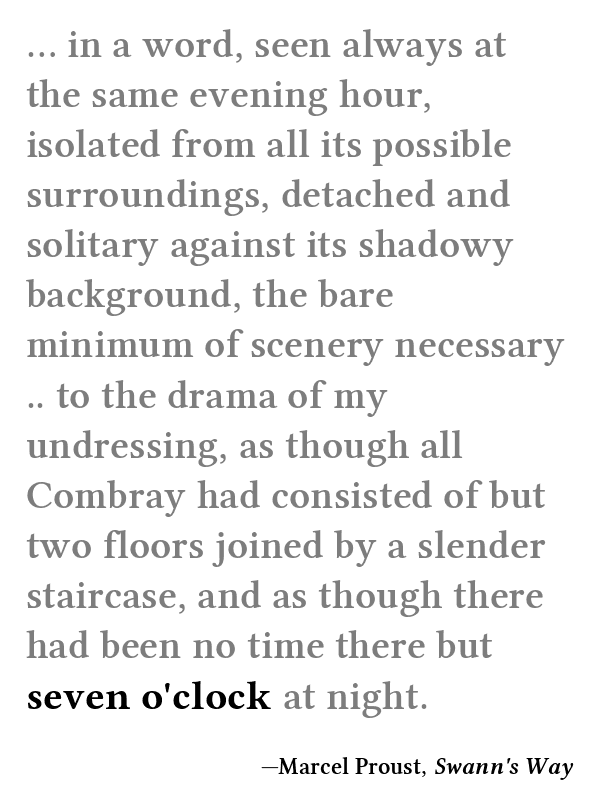 ... in a word, seen always at
the same evening hour,
isolated from all its possible
surroundings, detached and
solitary against its shadowy
background, the bare
minimum of scenery necessary
.. to the drama of my
undressing, as though all
Combray had consisted of but
two floors joined by a slender
staircase, and as though there
had been no time there but
seven o'clock at night.
—Marcel Proust, Swann's Way